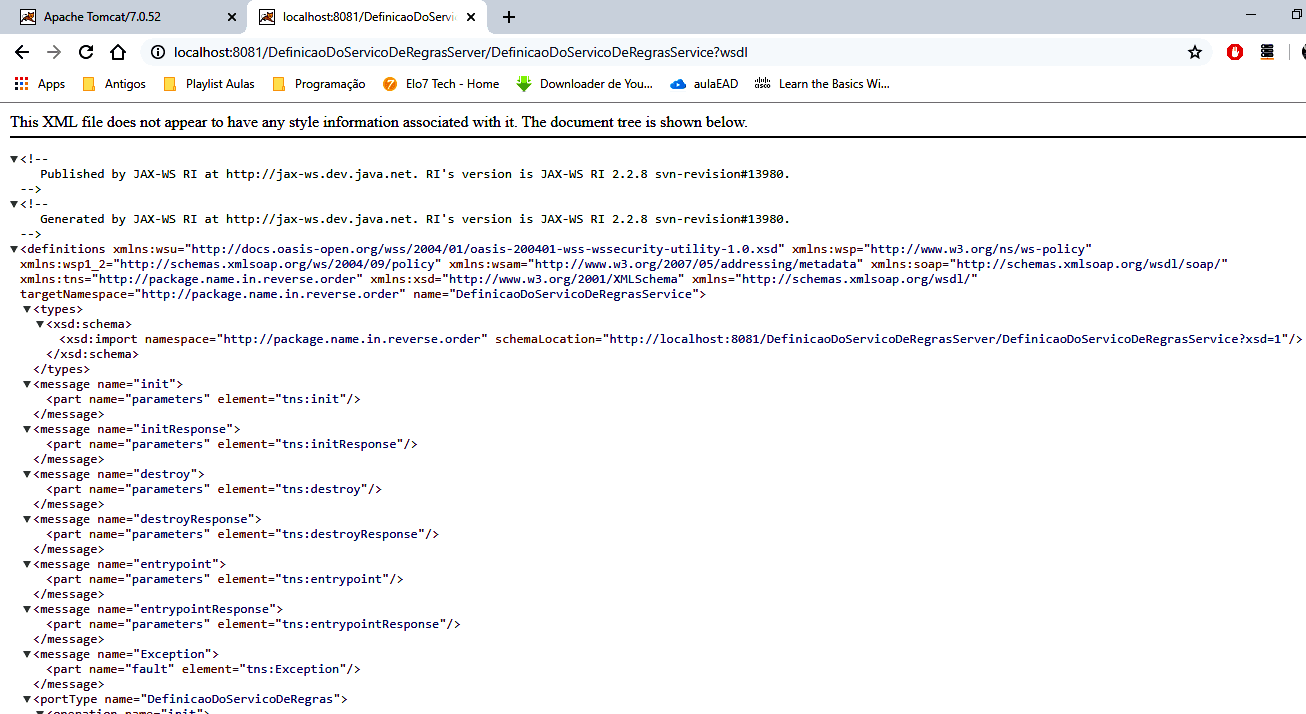 Apache Tomcat/7.0.52
localhost:8081/DefinicaoDoServi
localhost:8081/DefinicaoDoServicoDeRegrasServer/DefinicaoDoServicoDeRegrasService?wsdl
Apps Antigos Playlist Aulas Programação Elo7 Tech - Home Downloader de You... aulaEAD Learn the Basics Wi...
This XML file does not appear to have any style information associated with it. The document tree is shown below.
▼<!--
Published by JAX-WS RI at http://jax-ws.dev.java.net. RI's version is JAX-WS RI 2.2.8 svn-revision#13980.
-->
▼<!--
Generated by JAX-WS RI at http://jax-ws.dev.java.net. RI's version is JAX-WS RI 2.2.8 svn-revision#13980.
-->
▼<definitions xmlns:wsu="http://docs.oasis-open.org/wss/2004/01/oasis-200401-wss-wssecurity-utility-1.0.xsd" xmlns:wsp="http://www.w3.org/ns/ws-policy"
xmlns:wsp1_2="http://schemas.xmlsoap.org/ws/2004/09/policy" xmlns:wsam="http://www.w3.org/2007/05/addressing/metadata" xmlns:soap="http://schemas.xmlsoap.org/wsdl/soap/"
xmlns:tns="http://package.name.in.reverse.order" xmlns:xsd="http://www.w3.org/2001/XMLSchema" xmlns="http://schemas.xmlsoap.org/wsdl/"
targetNamespace="http://package.name.in.reverse.order" name="DefinicaoDoServicoDeRegrasService">
▼<types>
▼<xsd:schema>
<xsd:import namespace="http://package.name.in.reverse.order" schemaLocation="http://localhost:8081/DefinicaoDoServicoDeRegrasServer/DefinicaoDoServicoDeRegrasService?xsd=1"/>
</xsd:schema>
</types>
▼<message name="init">
<part name="parameters" element="tns:init"/>
</message>
▼<message name="initResponse">
<part name="parameters" element="tns:initResponse"/>
</message>
▼<message name="destroy">
<part name="parameters" element="tns:destroy"/>
</message>
▼<message name="destroyResponse">
<part name="parameters" element="tns:destroyResponse"/>
</message>
▼<message name="entrypoint">
<part name="parameters" element="tns:entrypoint"/>
</message>
▼<message name="entrypointResponse">
<part name="parameters" element="tns:entrypointResponse"/>
</message>
▼<message name="Exception">
<part name="fault" element="tns:Exception"/>
</message>
▼<portType name="DefinicaoDoServicoDeRegras">
▼<operation name="init">